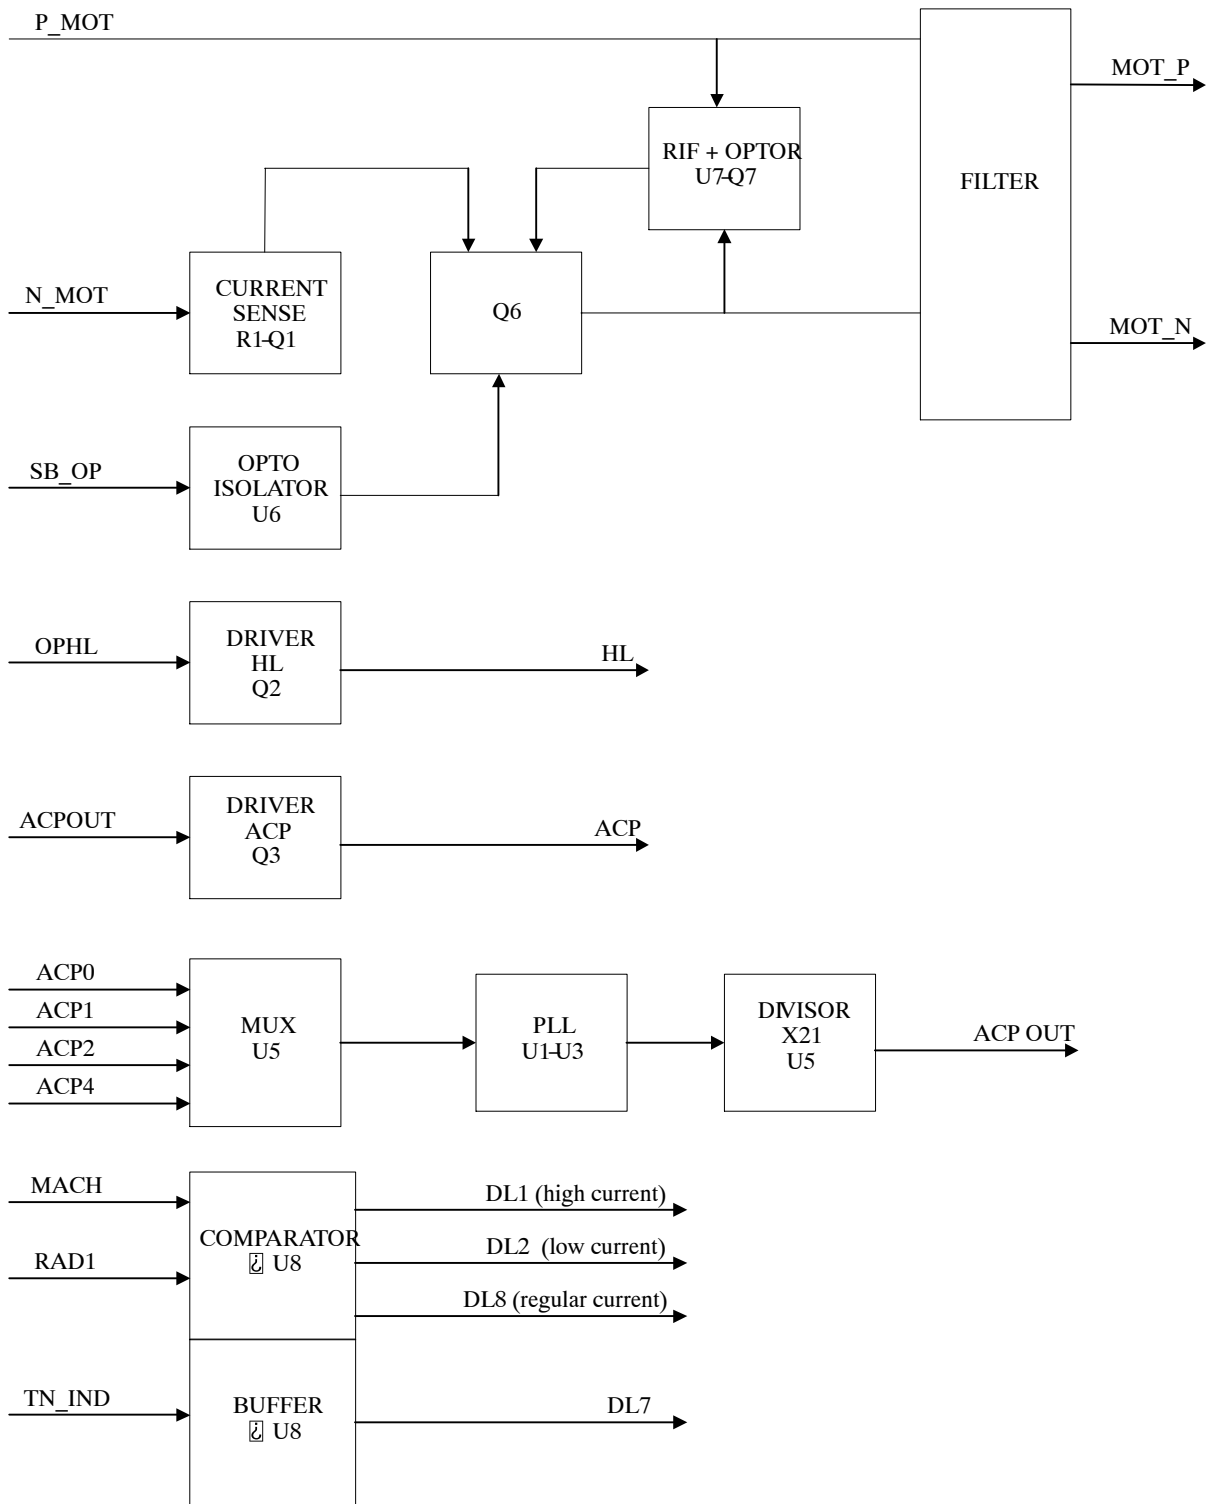 P_MOT
MOT_P
RIF + OPTOR
U7-Q7
FILTER
N_MOT
CURRENT
SENSE
R1-Q1
Q6
MOT_N
SB_OP
OPTO
ISOLATOR
U6
OPHL
DRIVER
HL
Q2
HL
ACPOUT
DRIVER
ACP
Q3
ACP
ACP0
ACP1
ACP2
ACP4
MUX
U5
PLL
U1-U3
DIVISOR
X21
U5
ACP OUT
MACH
RAD1
COMPARATOR
¿ U8
DL1 (high current)
DL2 (low current)
DL8 (regular current)
TN_IND
BUFFER
¿ U8
DL7